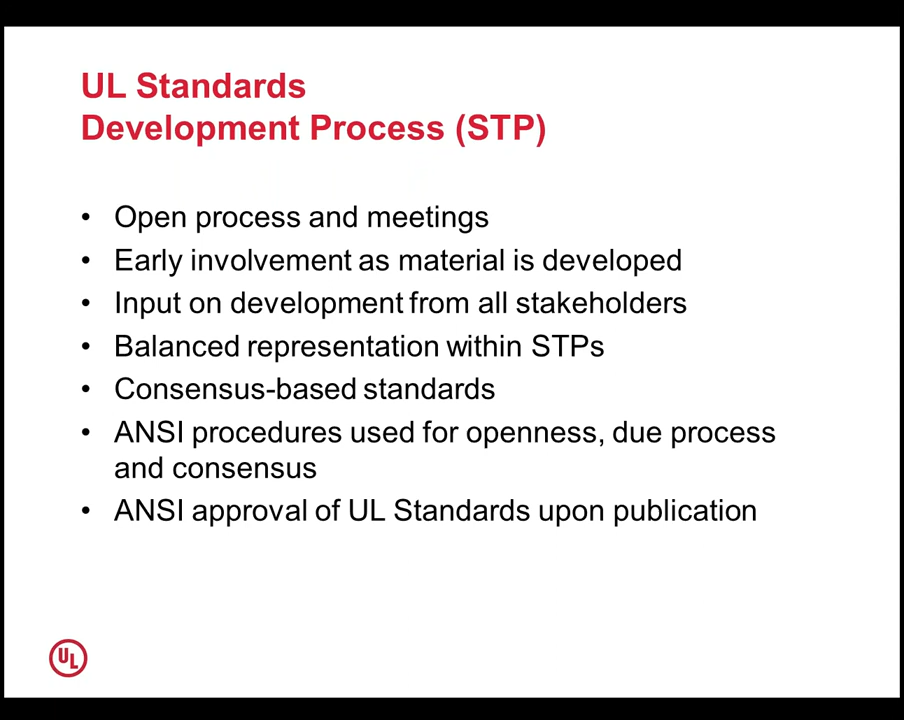 UL Standards
Development Process (STP)
• Open process and meetings
• Early involvement as material is developed
• Input on development from all stakeholders
• Balanced representation within STPs
• Consensus-based standards
• ANSI procedures used for openness, due process
and consensus
• ANSI approval of UL Standards upon publication
UL